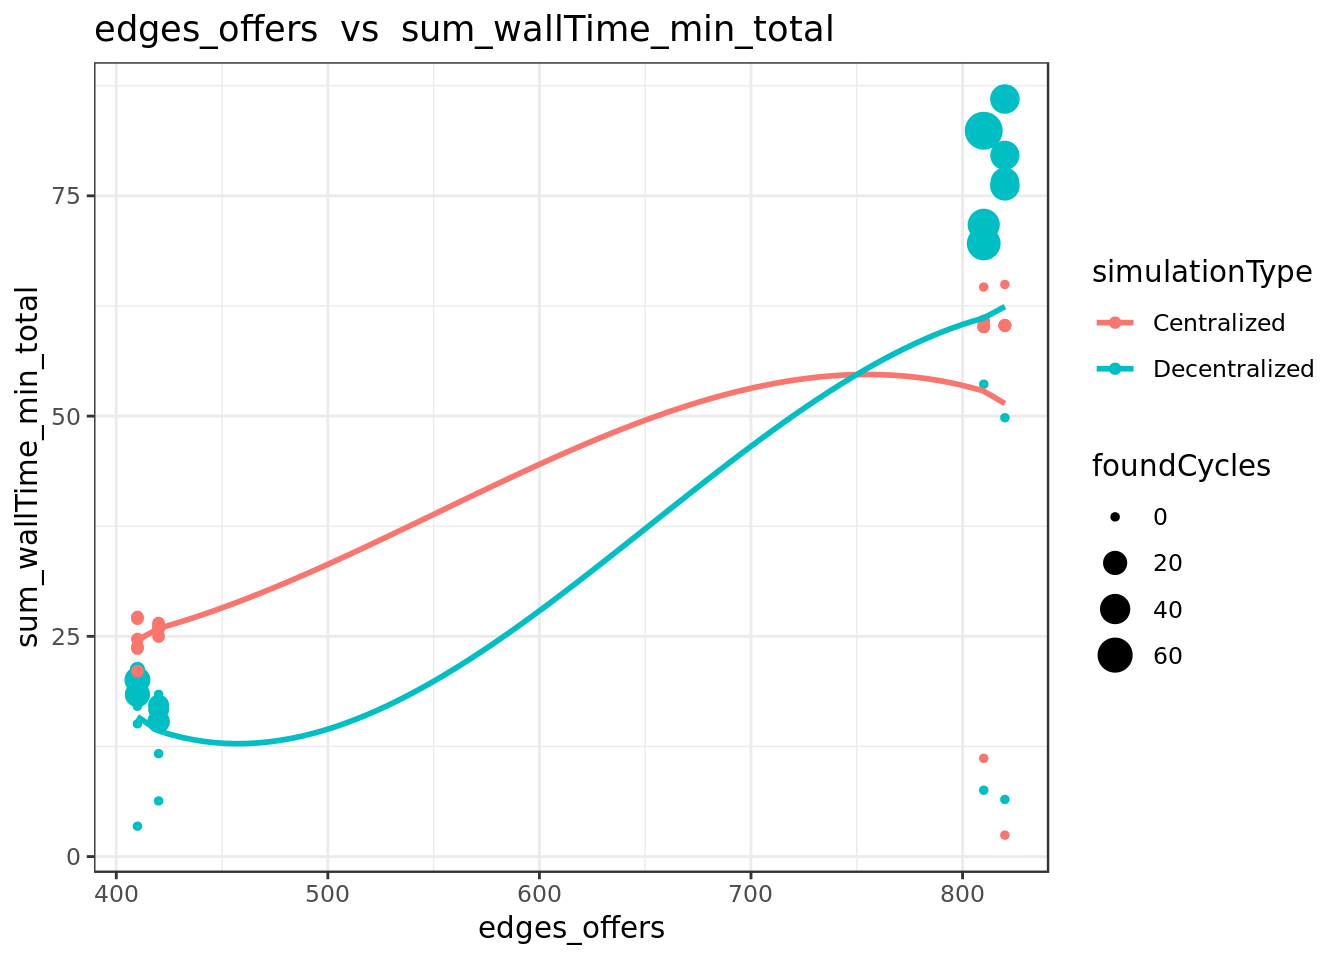 edges_offers  vs  sum_wallTime_min_total
sum_wallTime_min_total
75
50
25
0
400
500
600
700
800
edges_offers
simulationType
Centralized
Decentralized
foundCycles
0
20
40
60